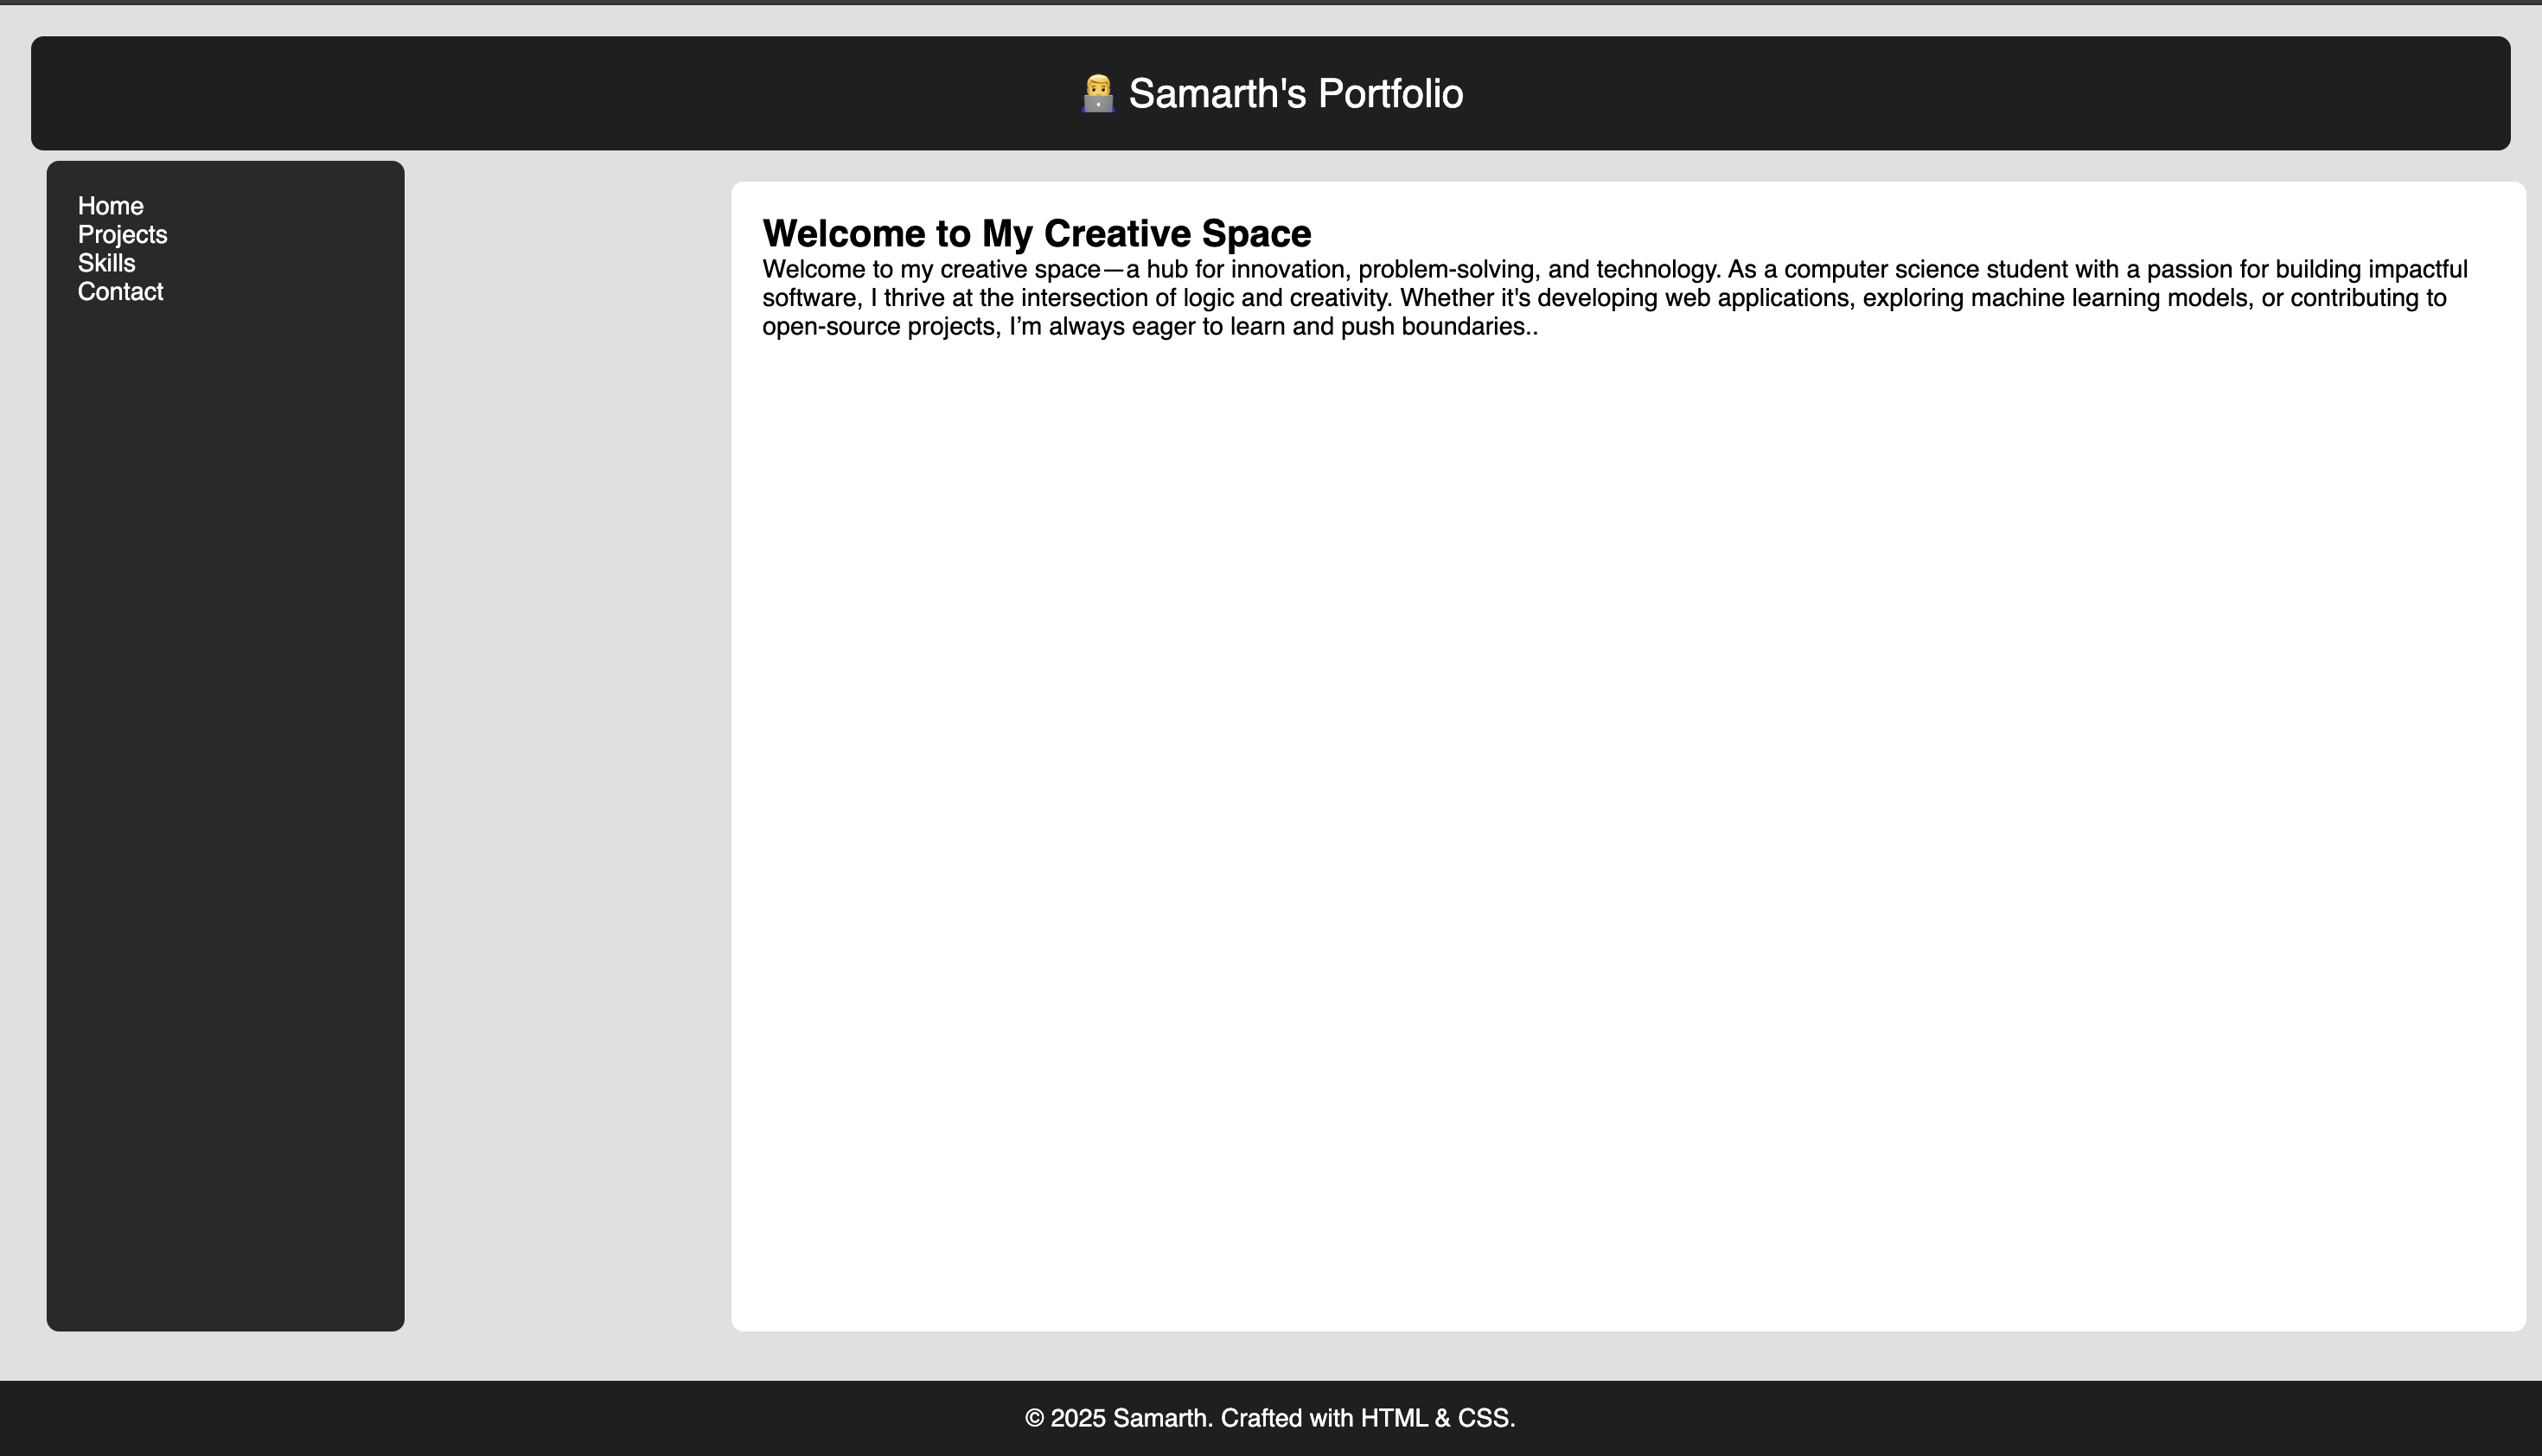 👨‍💻 Samarth's Portfolio
Home
Projects
Skills
Contact
Welcome to My Creative Space
Welcome to my creative space—a hub for innovation, problem-solving, and technology. As a computer science student with a passion for building impactful
software, I thrive at the intersection of logic and creativity. Whether it's developing web applications, exploring machine learning models, or contributing to
open-source projects, I’m always eager to learn and push boundaries..
© 2025 Samarth. Crafted with HTML & CSS.